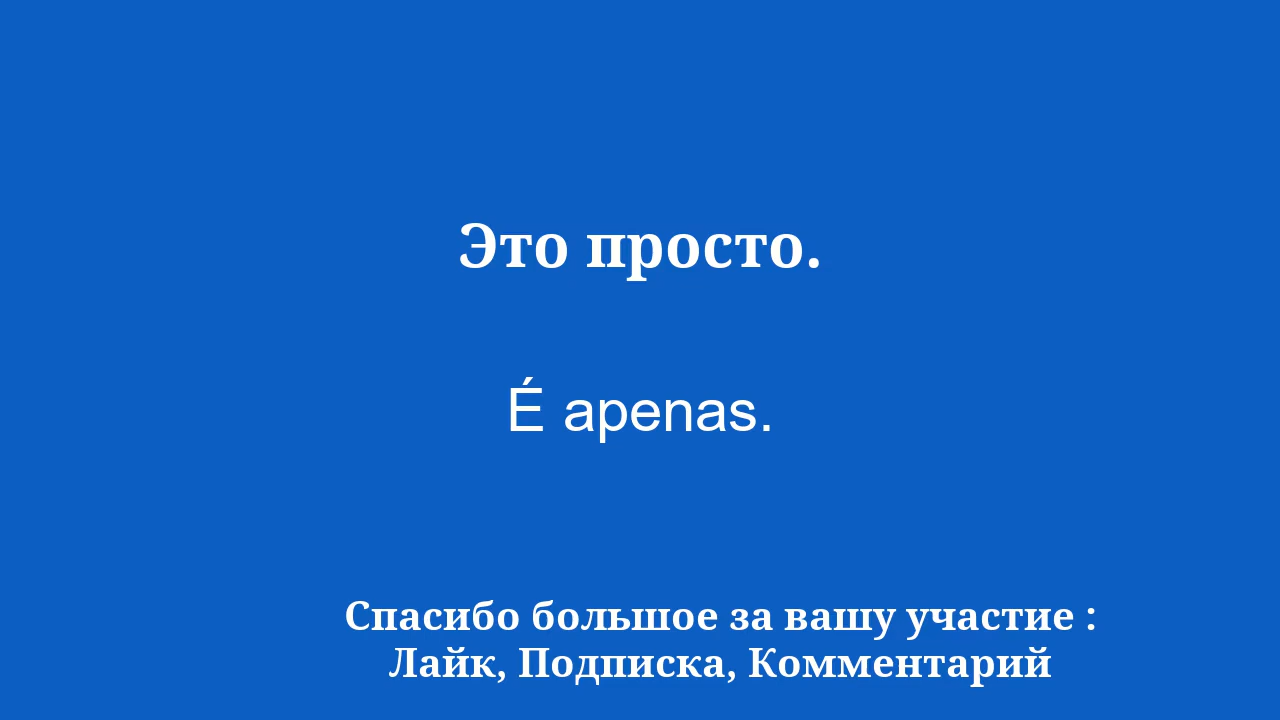 Это просто.
É apenas.
Спасибо большое за вашу участие :
Лайк, Подписка, Комментарий